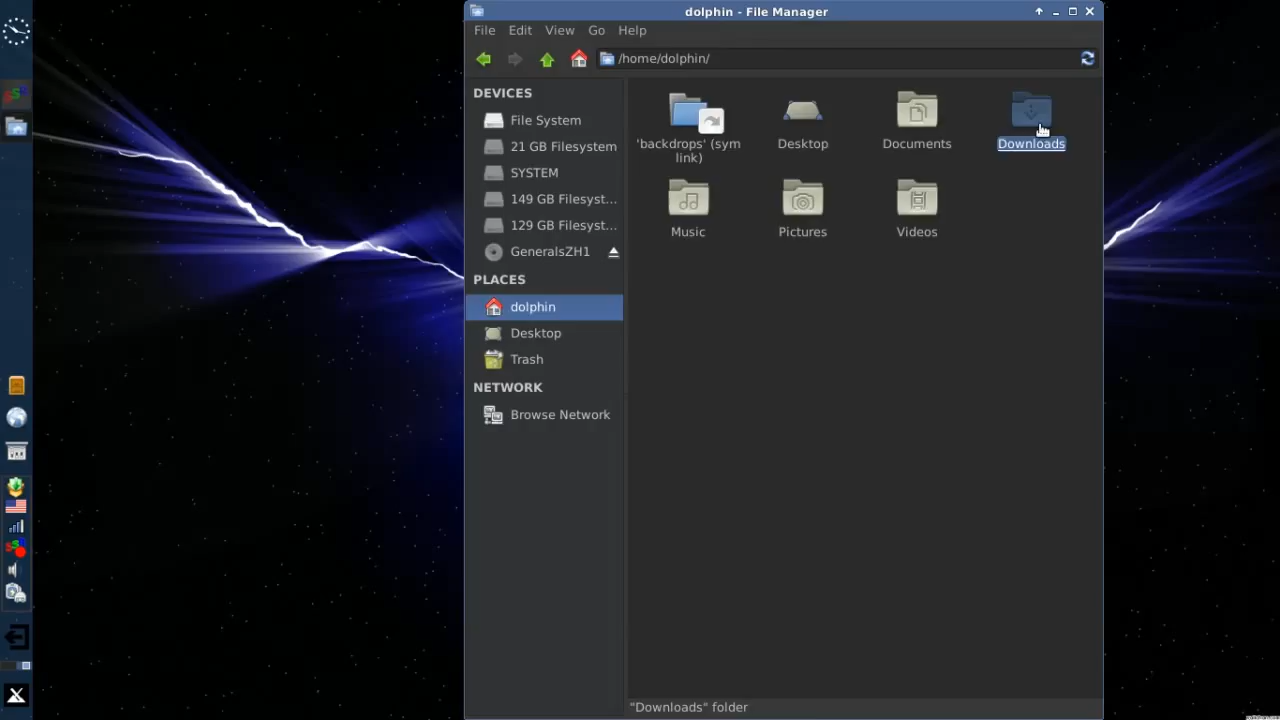 dolphin - File Manager
File Edit View Go Help
/home/dolphin/
DEVICES
File System
21 GB Filesystem
SYSTEM
149 GB Filesyst...
129 GB Filesyst...
GeneralsZH1
PLACES
dolphin
Desktop
Trash
NETWORK
Browse Network
'backdrops' (sym
link)
Desktop
Documents
Downloads
Music
Pictures
Videos
"Downloads" folder